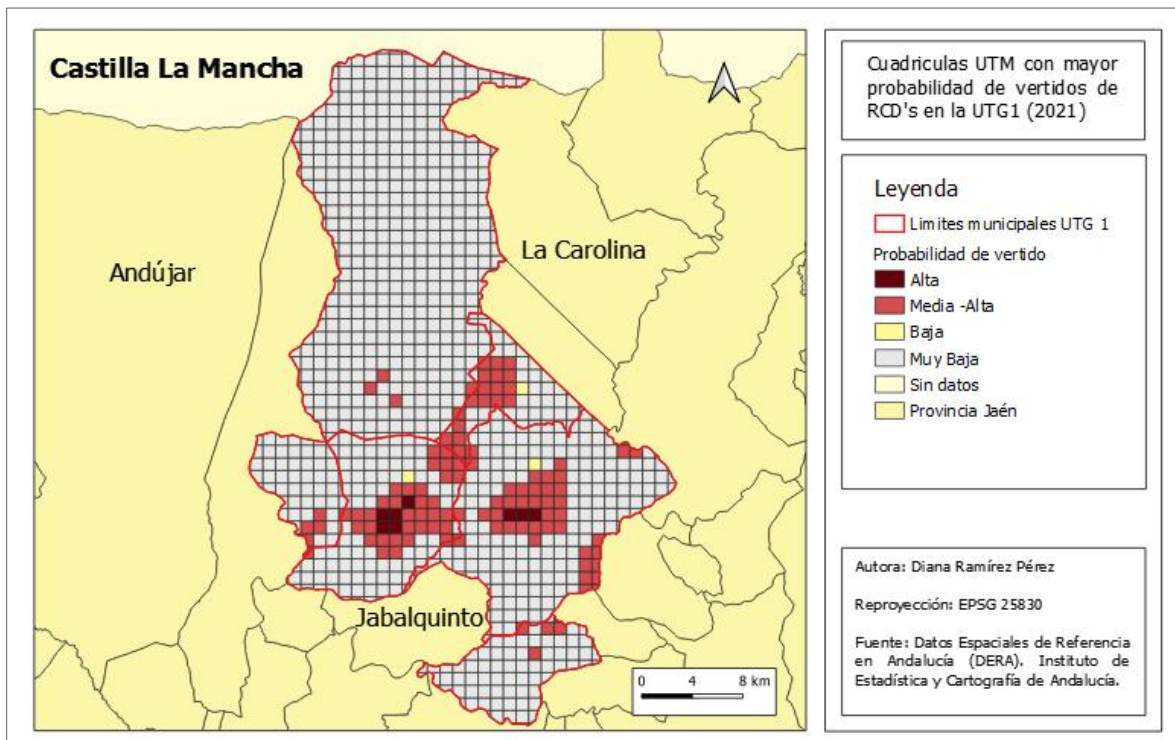 Castilla La Mancha
Andújar
La Carolina
Jabalquinto
0 4 8 km
Cuadriculas UTM con mayor
probabilidad de vertidos de
RCD's en la UTG1 (2021)
Leyenda
Limites municipales UTG 1
Probabilidad de vertido
Alta
Media -Alta
Baja
Muy Baja
Sin datos
Provincia Jaén
Autora: Diana Ramírez Pérez
Reproyección: EPSG 25830
Fuente: Datos Espaciales de Referencia
en Andalucía (DERA). Instituto de
Estadística y Cartografía de Andalucía.